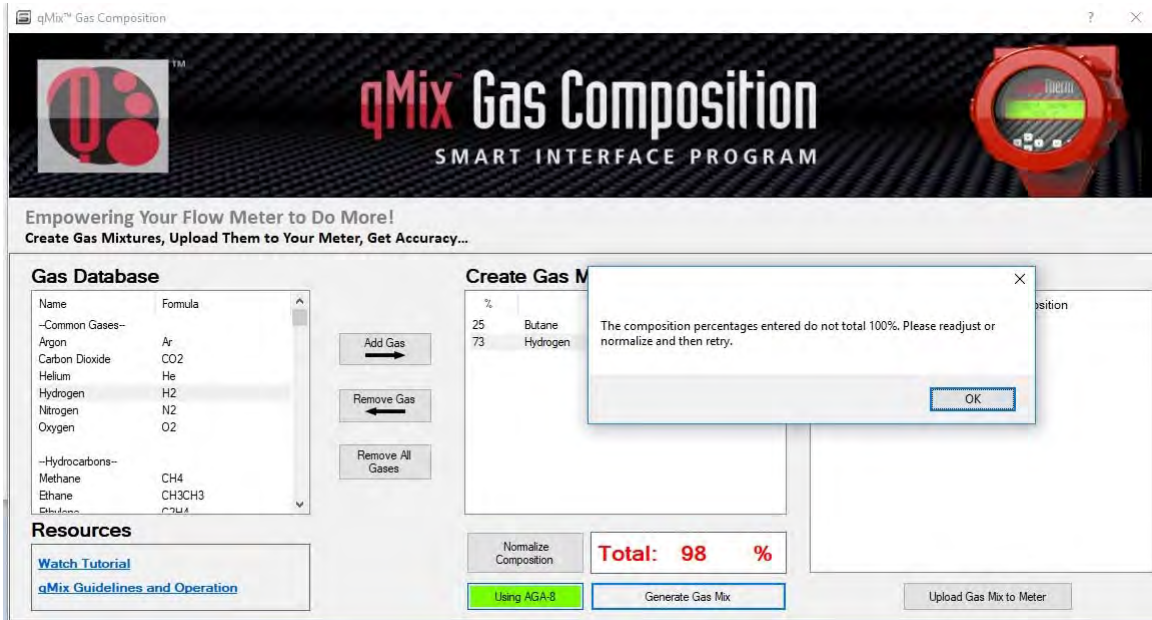 qMix™ Gas Composition
?
TM
qMix Gas Composition
SMART INTERFACE PROGRAM
Therm
Empowering Your Flow Meter to Do More!
Create Gas Mixtures, Upload Them to Your Meter, Get Accuracy...
Gas Database
Name Formula
--Common Gases--
Argon Ar
Carbon Dioxide CO2
Helium He
Hydrogen H2
Nitrogen N2
Oxygen O2
--Hydrocarbons--
Methane CH4
Ethane CH3CH3
Ethylene C2H4
Add Gas
Remove Gas
Remove All
Gases
Create Gas M
%
25 Butane
73 Hydrogen
The composition percentages entered do not total 100%. Please readjust or
normalize and then retry.
OK
position
Resources
Watch Tutorial
qMix Guidelines and Operation
Normalize
Composition
Total: 98 %
Using AGA-8
Generate Gas Mix
Upload Gas Mix to Meter